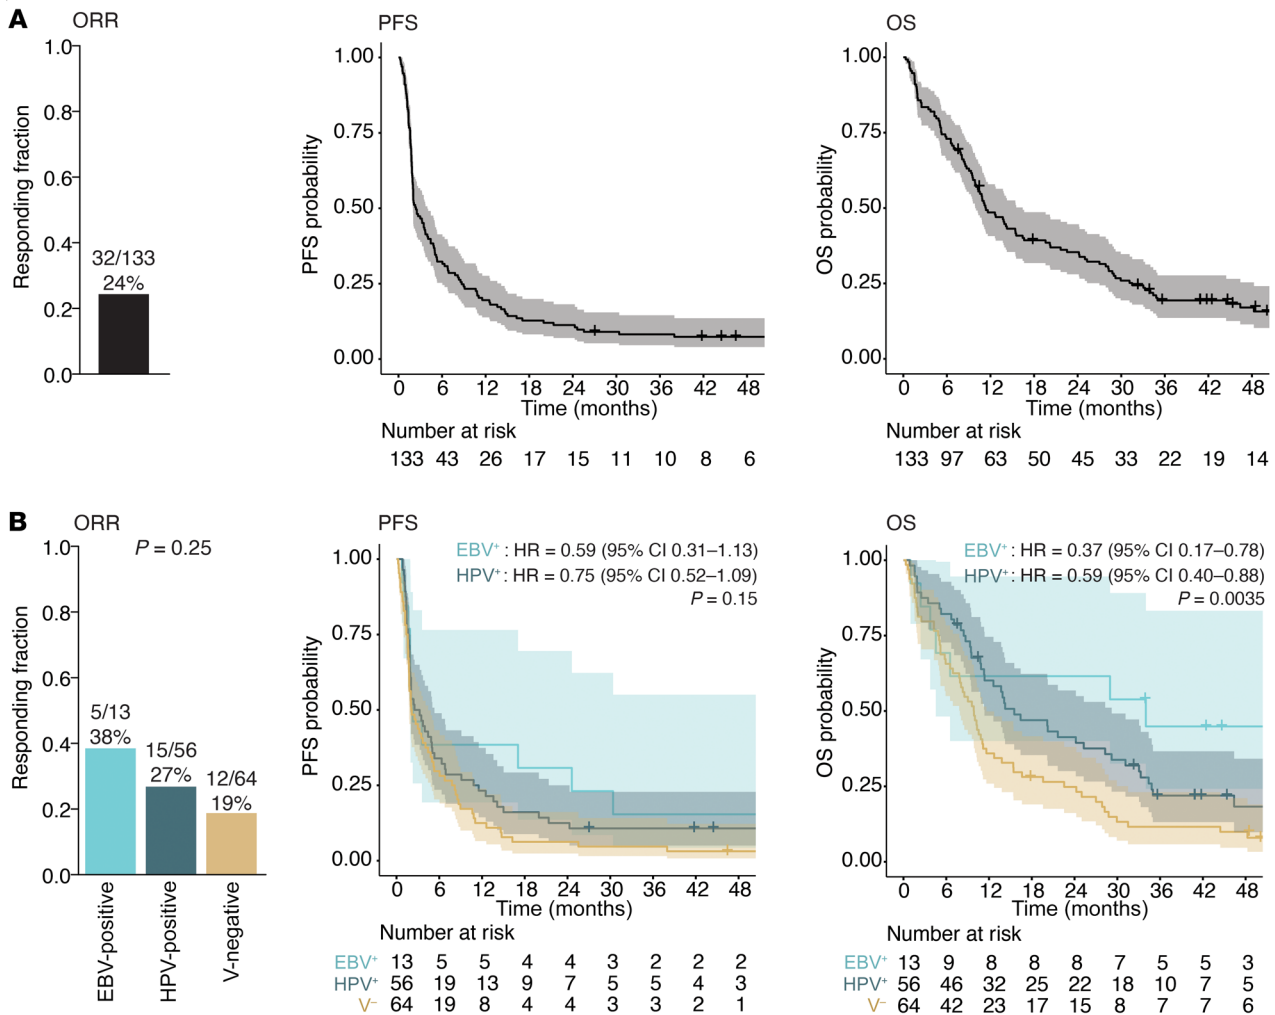 A
ORR
1.0
0.8
0.6
0.4
0.2
0.0
Responding fraction
32/133
24%
PFS
1.00
0.75
0.50
0.25
0.00
PFS probability
0 6 12 18 24 30 36 42 48
Time (months)
Number at risk
133 43 26 17 15 11 10 8 6
OS
1.00
0.75
0.50
0.25
0.00
OS probability
0 6 12 18 24 30 36 42 48
Time (months)
Number at risk
133 97 63 50 45 33 22 19 14
B
ORR
P = 0.25
1.0
0.8
0.6
0.4
0.2
0.0
Responding fraction
5/13
38%
15/56
27%
12/64
19%
EBV-positive
HPV-positive
V-negative
PFS
EBV⁺ : HR = 0.59 (95% CI 0.31–1.13)
HPV⁺ : HR = 0.75 (95% CI 0.52–1.09)
P = 0.15
1.00
0.75
0.50
0.25
0.00
PFS probability
0 6 12 18 24 30 36 42 48
Time (months)
Number at risk
EBV⁺ 13 5 5 4 4 3 2 2 2
HPV⁺ 56 19 13 9 7 5 5 4 3
V⁻ 64 19 8 4 4 3 3 2 1
OS
EBV⁺ : HR = 0.37 (95% CI 0.17–0.78)
HPV⁺ : HR = 0.59 (95% CI 0.40–0.88)
P = 0.0035
1.00
0.75
0.50
0.25
0.00
OS probability
0 6 12 18 24 30 36 42 48
Time (months)
Number at risk
EBV⁺ 13 9 8 8 8 7 5 5 3
HPV⁺ 56 46 32 25 22 18 10 7 5
V⁻ 64 42 23 17 15 8 7 7 6